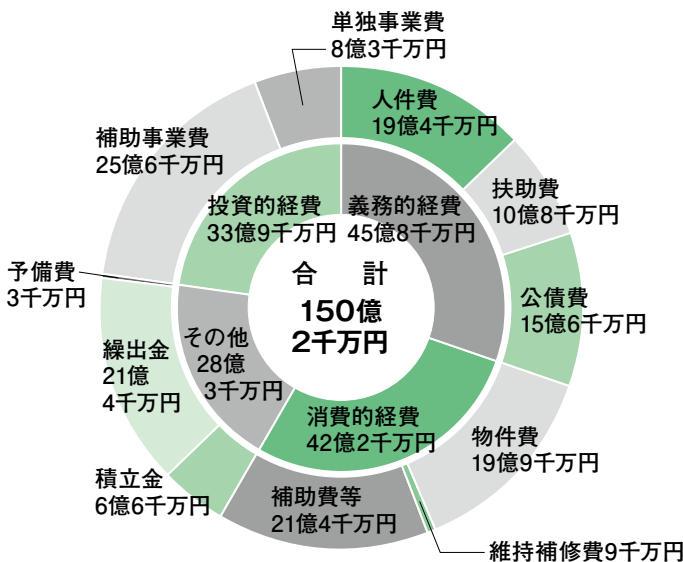 単独事業費
8億3千万円
人件費
19億4千万円
扶助費
10億8千万円
公債費
15億6千万円
物件費
19億9千万円
維持補修費9千万円
補助費等
21億4千万円
積立金
6億6千万円
繰出金
21億
4千万円
予備費
3千万円
補助事業費
25億6千万円
投資的経費
33億9千万円
義務的経費
45億8千万円
消費的経費
42億2千万円
その他
28億
3千万円
合計
150億
2千万円